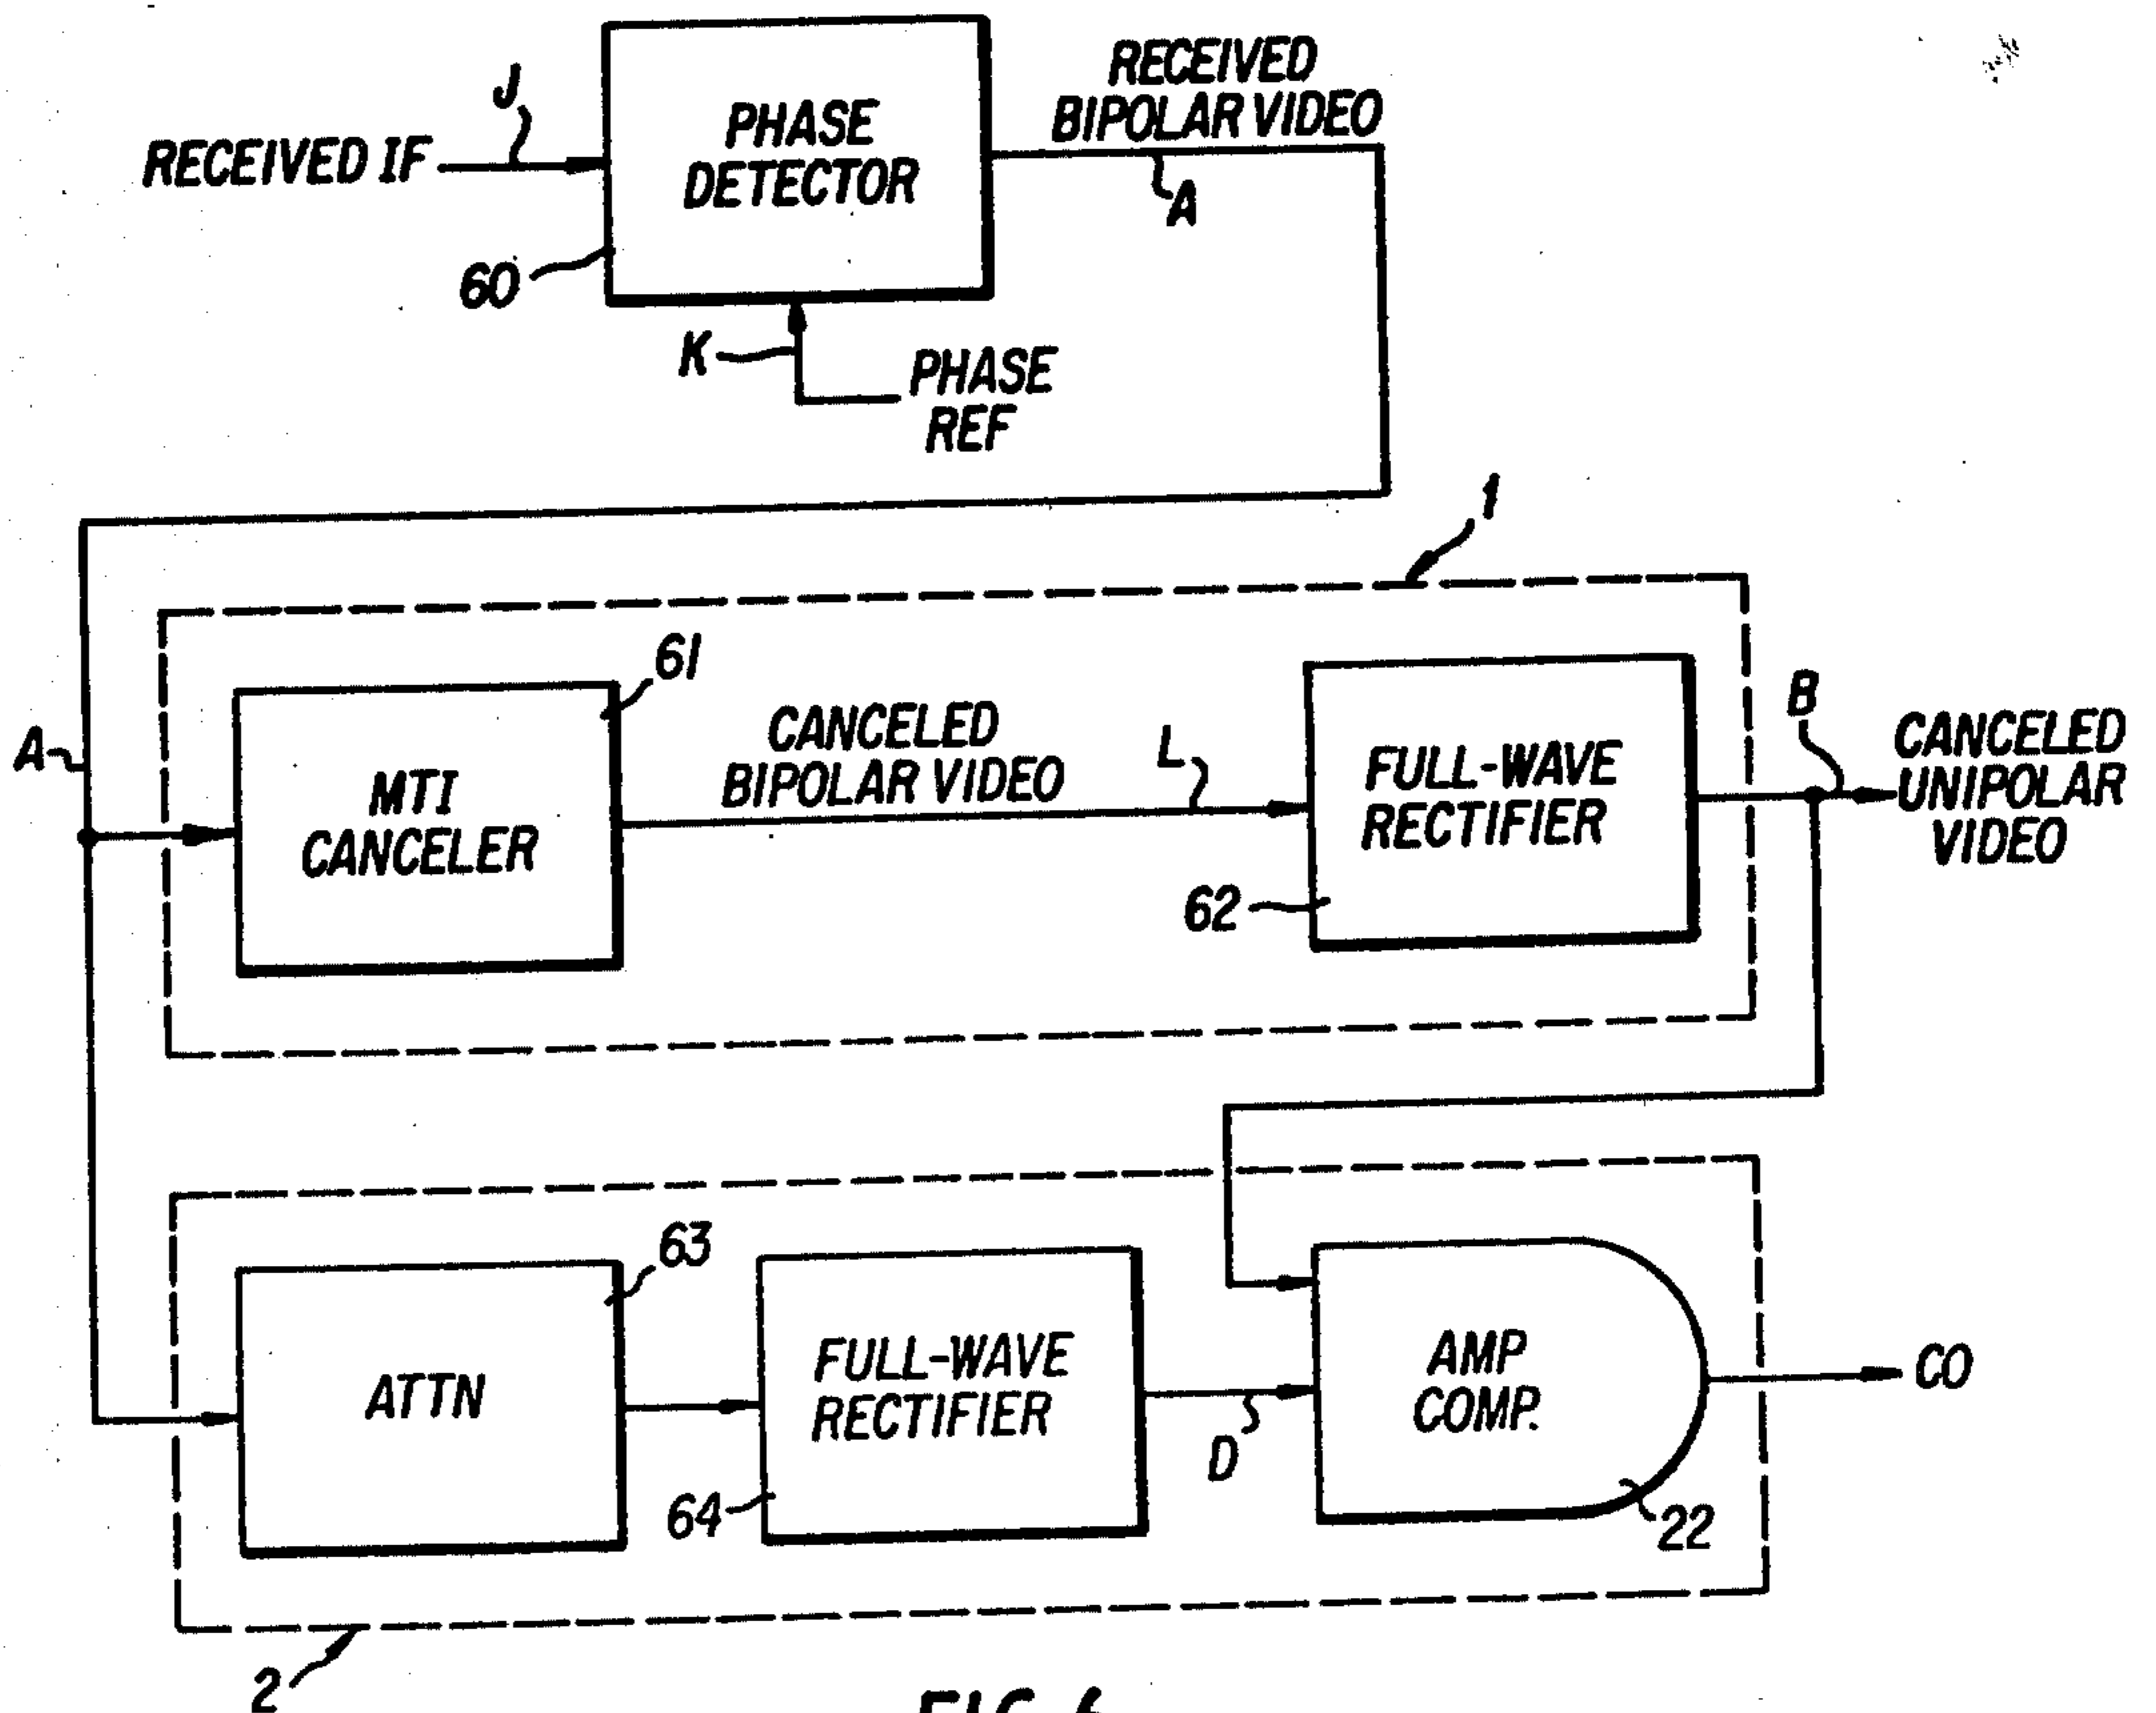 RECEIVED IF
J
PHASE
DETECTOR
60
RECEIVED
BIPOLAR VIDEO
A
K
PHASE
REF
1
A
MTI
CANCELER
61
CANCELED
BIPOLAR VIDEO
L
FULL-WAVE
RECTIFIER
62
B
CANCELED
UNIPOLAR
VIDEO
ATTN
63
FULL-WAVE
RECTIFIER
64
D
AMP
COMP.
22
CO
2